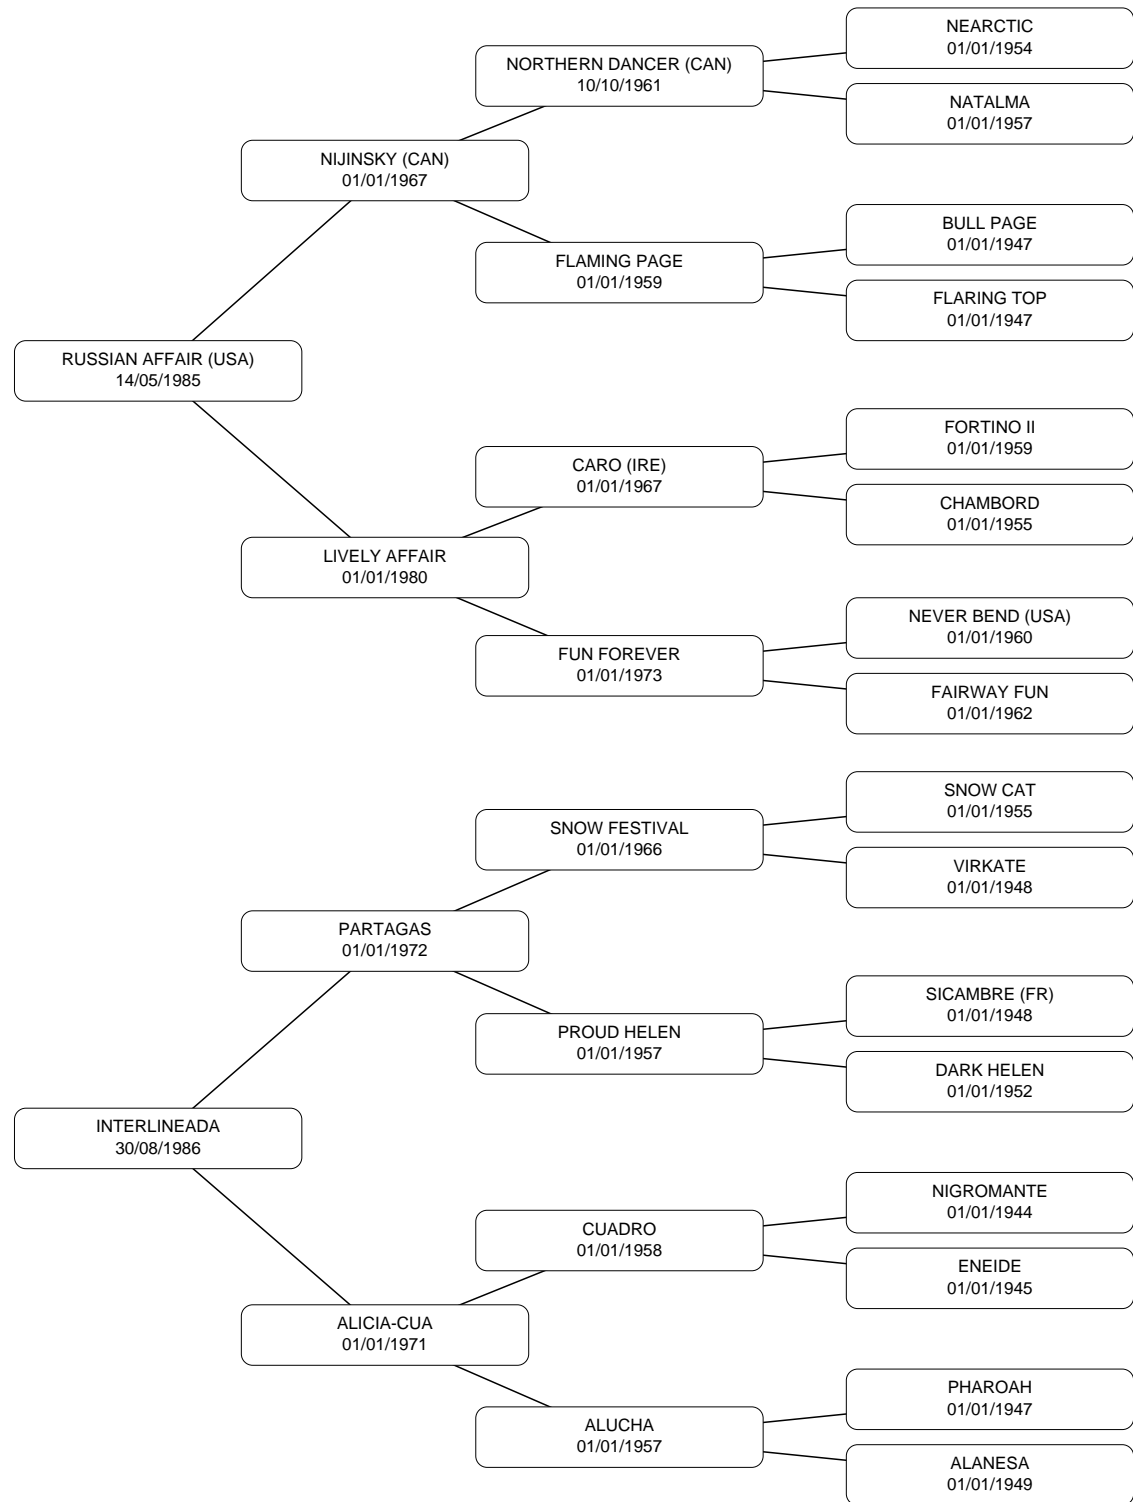 NEARCTIC
01/01/1954
NORTHERN DANCER (CAN)
10/10/1961
NATALMA
01/01/1957
NIJINSKY (CAN)
01/01/1967
BULL PAGE
01/01/1947
FLAMING PAGE
01/01/1959
FLARING TOP
01/01/1947
RUSSIAN AFFAIR (USA)
14/05/1985
FORTINO II
01/01/1959
CARO (IRE)
01/01/1967
CHAMBORD
01/01/1955
LIVELY AFFAIR
01/01/1980
NEVER BEND (USA)
01/01/1960
FUN FOREVER
01/01/1973
FAIRWAY FUN
01/01/1962
SNOW CAT
01/01/1955
SNOW FESTIVAL
01/01/1966
VIRKATE
01/01/1948
PARTAGAS
01/01/1972
SICAMBRE (FR)
01/01/1948
PROUD HELEN
01/01/1957
DARK HELEN
01/01/1952
INTERLINEADA
30/08/1986
NIGROMANTE
01/01/1944
CUADRO
01/01/1958
ENEIDE
01/01/1945
ALICIA-CUA
01/01/1971
PHAROAH
01/01/1947
ALUCHA
01/01/1957
ALANESA
01/01/1949